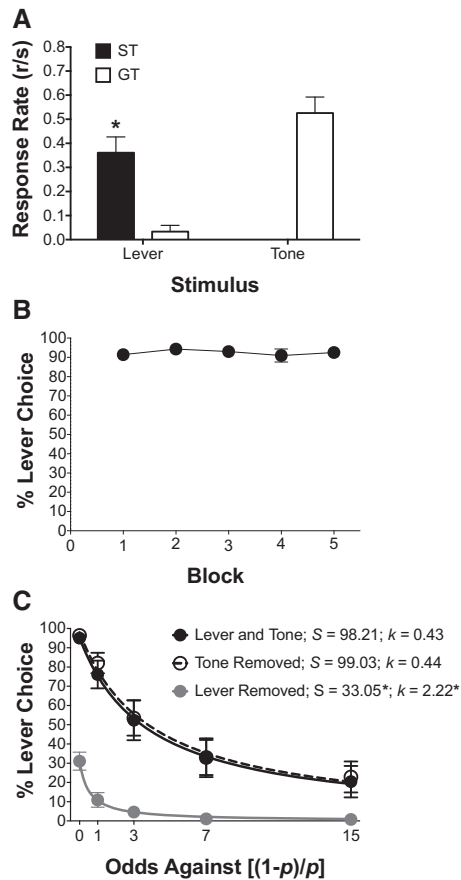 A
Response Rate (r/s)
0.8
0.7
0.6
0.5
0.4
0.3
0.2
0.1
0.0
ST
GT
*
Lever
Tone
Stimulus
B
% Lever Choice
100
90
80
70
60
50
40
30
20
10
0
0 1 2 3 4 5
Block
C
% Lever Choice
100
90
80
70
60
50
40
30
20
10
0
Lever and Tone; S = 98.21; k = 0.43
Tone Removed; S = 99.03; k = 0.44
Lever Removed; S = 33.05*; k = 2.22*
0 1 3 7 15
Odds Against [(1-p)/p]